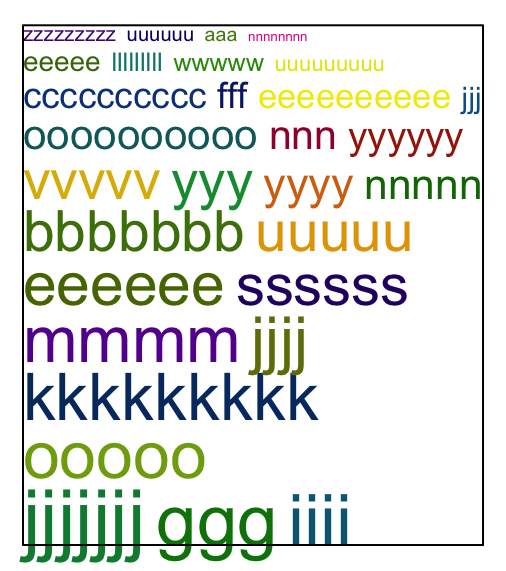 zzzzzzzzz uuuuuu aaa nnnnnnnn
eeeee lllllllll wwwww uuuuuuuuu
cccccccccc fff eeeeeeeeee jjj
oooooooooo nnn yyyyyy
vvvvv yyy yyyy nnnnn
bbbbbbb uuuuu
eeeeee ssssss
mmmm jjjj
kkkkkkkkk
ooooo
jjjjjjj ggg iiii